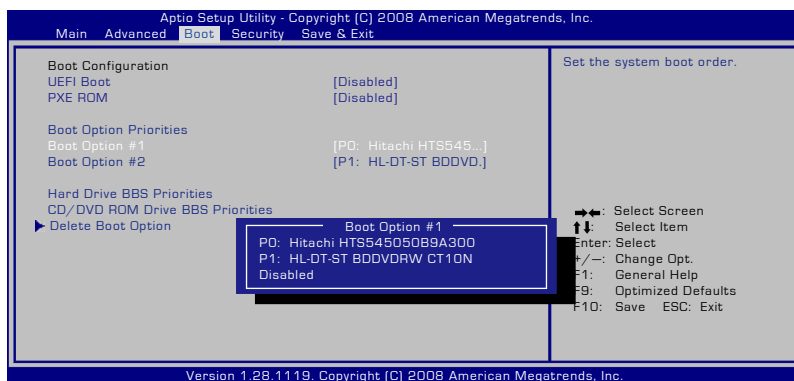 Aptio Setup Utility - Copyright (C) 2008 American Megatrends, Inc.
Main Advanced Boot Security Save & Exit
Boot Configuration
UEFI Boot [Disabled]
PXE ROM [Disabled]
Boot Option Priorities
Boot Option #1 [P0: Hitachi HTS545...]
Boot Option #2 [P1: HL-DT-ST BDDVD.]
Hard Drive BBS Priorities
CD/DVD ROM Drive BBS Priorities
Delete Boot Option
Boot Option #1
P0: Hitachi HTS545050B9A300
P1: HL-DT-ST BDDVDRW CT10N
Disabled
Set the system boot order.
→←: Select Screen
↑↓: Select Item
Enter: Select
+/—: Change Opt.
F1: General Help
F9: Optimized Defaults
F10: Save ESC: Exit
Version 1.28.1119. Copyright (C) 2008 American Megatrends, Inc.